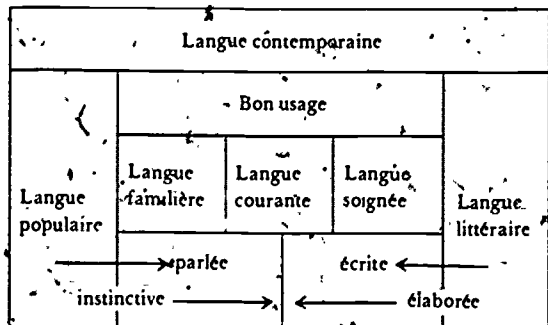 Langue contemporaine
Bon usage
Langue populaire
Langue familière
Langue courante
Langue soignée
Langue littéraire
parlée
écrite
instinctive
élaborée